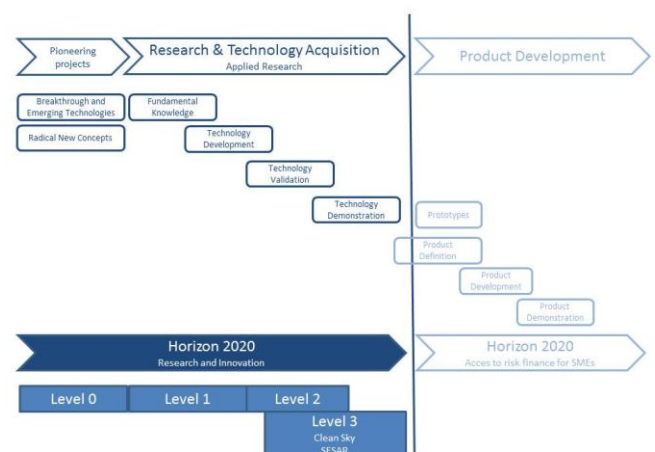 Pioneering
projects
Research & Technology Acquisition
Applied Research
Product Development
Breakthrough and
Emerging Technologies
Fundamental
Knowledge
Radical New Concepts
Technology
Development
Technology
Validation
Technology
Demonstration
Prototypes
Product
Definition
Product
Development
Product
Demonstration
Horizon 2020
Research and Innovation
Horizon 2020
Acces to risk finance for SMEs
Level 0
Level 1
Level 2
Level 3
Clean Sky
SESAR